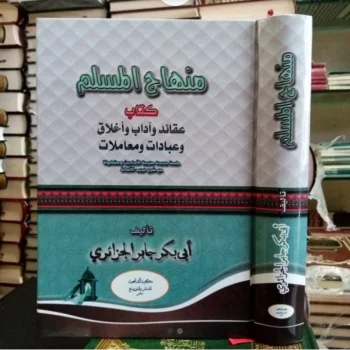 منهاج المسلم
كتاب
عقائد وآداب وأخلاق
وعبادات ومعاملات
تأليف
أبي بكر جابر الجزائري
منهاج المسلم
تأليف
أبي بكر جابر الجزائري